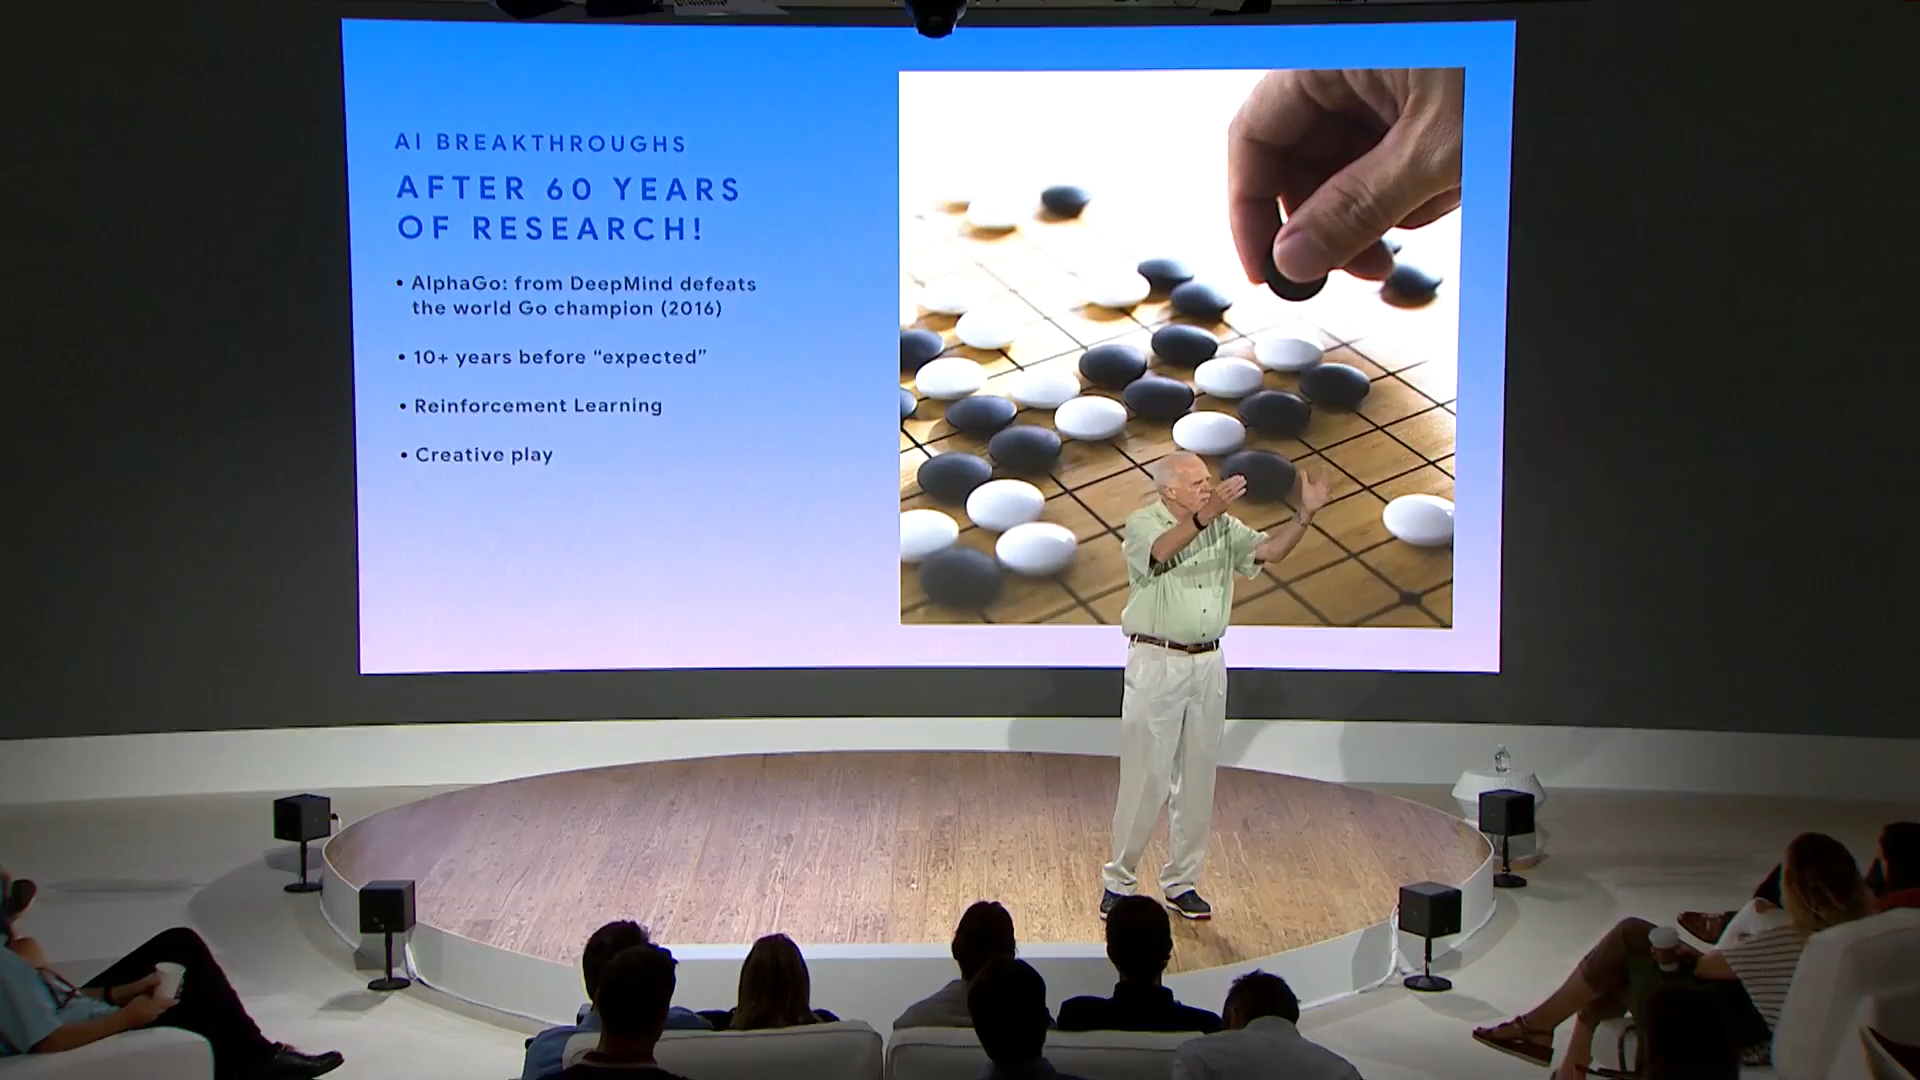 AI BREAKTHROUGHS
AFTER 60 YEARS
OF RESEARCH!
• AlphaGo: from DeepMind defeats
the world Go champion (2016)
• 10+ years before “expected”
• Reinforcement Learning
• Creative play